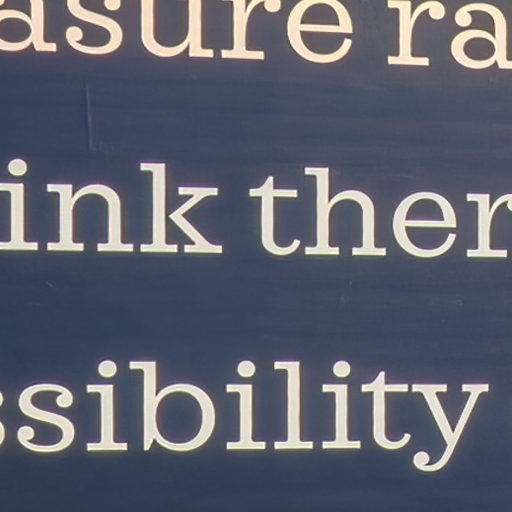 asure ra
ink ther
ssibility